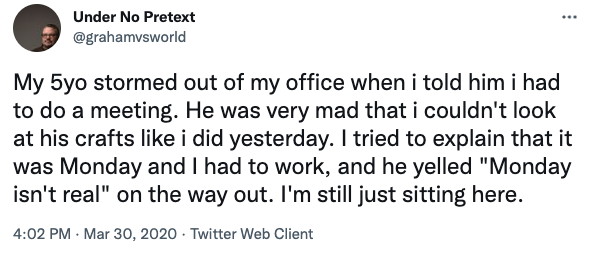 Under No Pretext
@grahamvsworld
My 5yo stormed out of my office when i told him i had
to do a meeting. He was very mad that i couldn't look
at his crafts like i did yesterday. I tried to explain that it
was Monday and I had to work, and he yelled "Monday
isn't real" on the way out. I'm still just sitting here.
4:02 PM · Mar 30, 2020 · Twitter Web Client